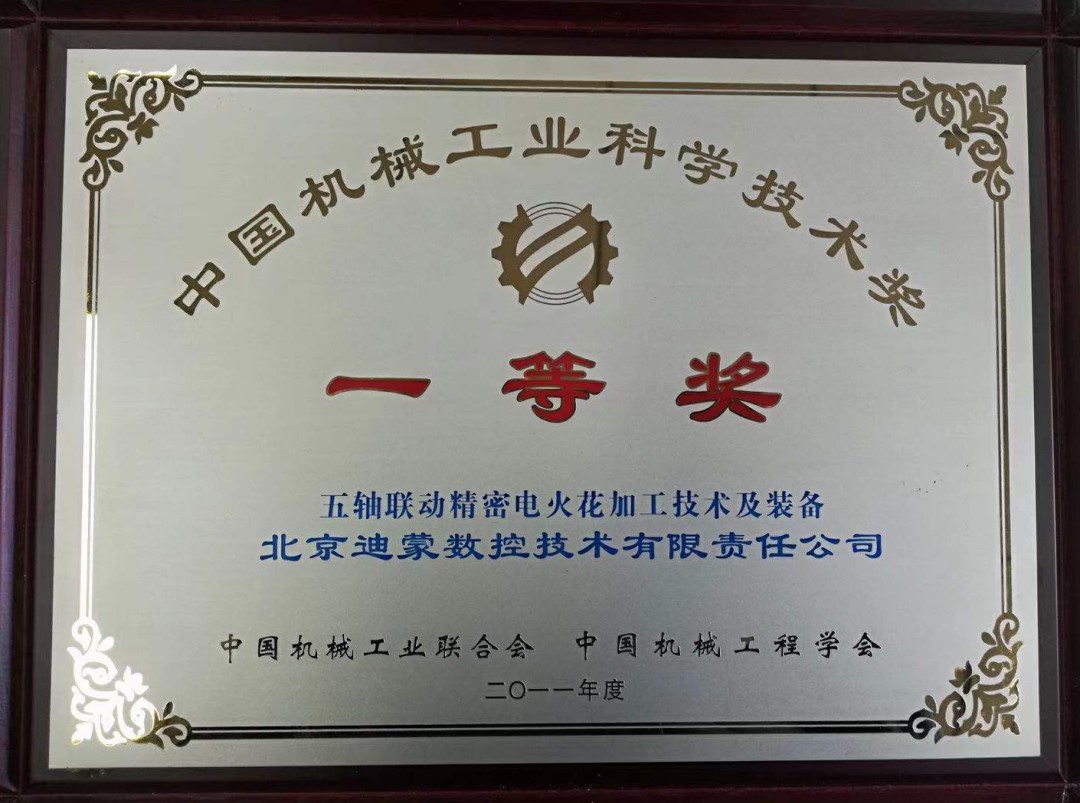 中国机械工业科学技术奖
一等奖
五轴联动精密电火花加工技术及装备
北京迪蒙数控技术有限责任公司
中国机械工业联合会 中国机械工程学会
二〇一一年度